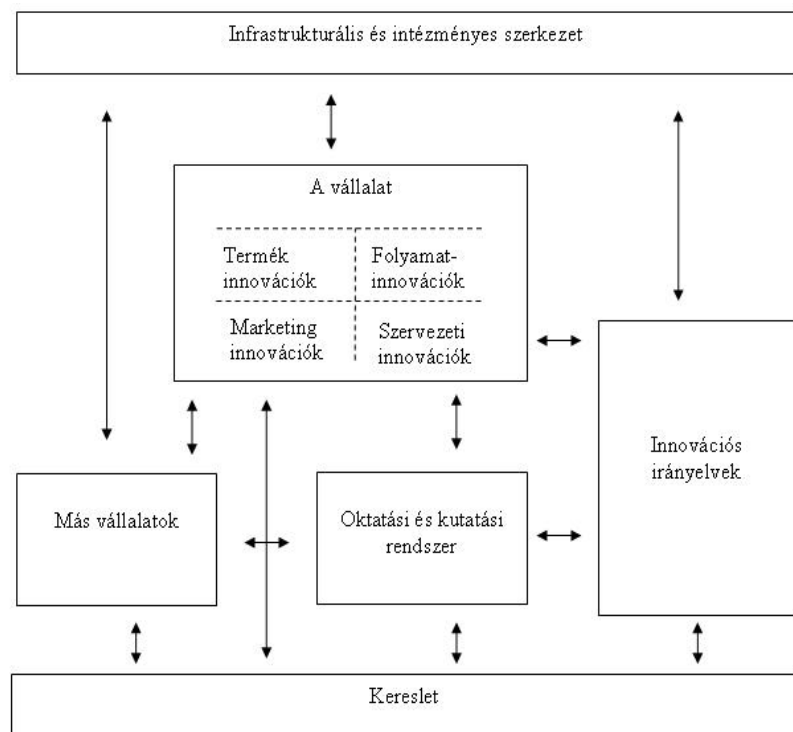 Infrastrukturális és intézményes szerkezet
A vállalat
Termék
innovációk
Folyamat-
innovációk
Marketing
innovációk
Szervezeti
innovációk
Innovációs
irányelvek
Más vállalatok
Oktatási és kutatási
rendszer
Kereslet